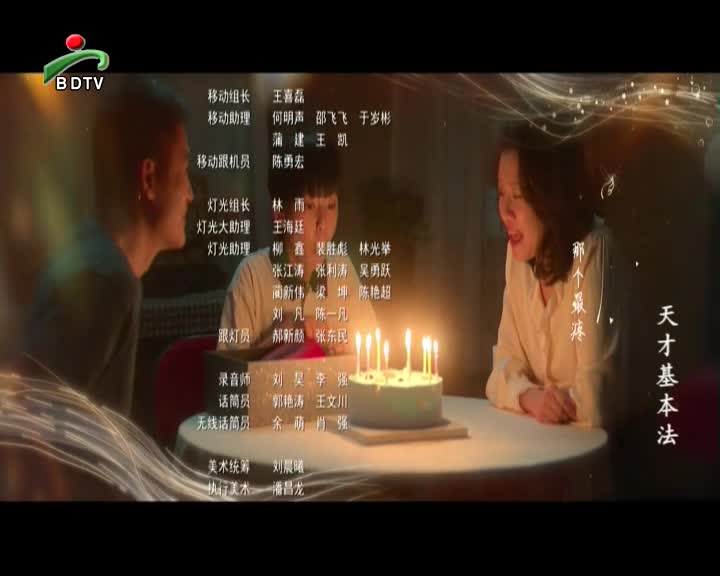 BDTV
移动组长 王喜磊
移动助理 何明声 邵飞飞 于岁彬
蒲建 王凯
移动跟机员 陈勇宏
灯光组长 林雨
灯光大助理 王海廷
灯光助理 柳鑫 裴胜彪 林光举
张江涛 张利涛 吴勇跃
蔺新伟 梁坤 陈艳超
刘凡 陈一凡
跟灯员 郝新颜 张东民
录音师 刘昊 李强
话筒员 郭艳涛 王文川
无线话筒员 余萌 肖强
美术统筹 刘晨曦
执行美术 潘昌龙
那个最疼
天才基本法